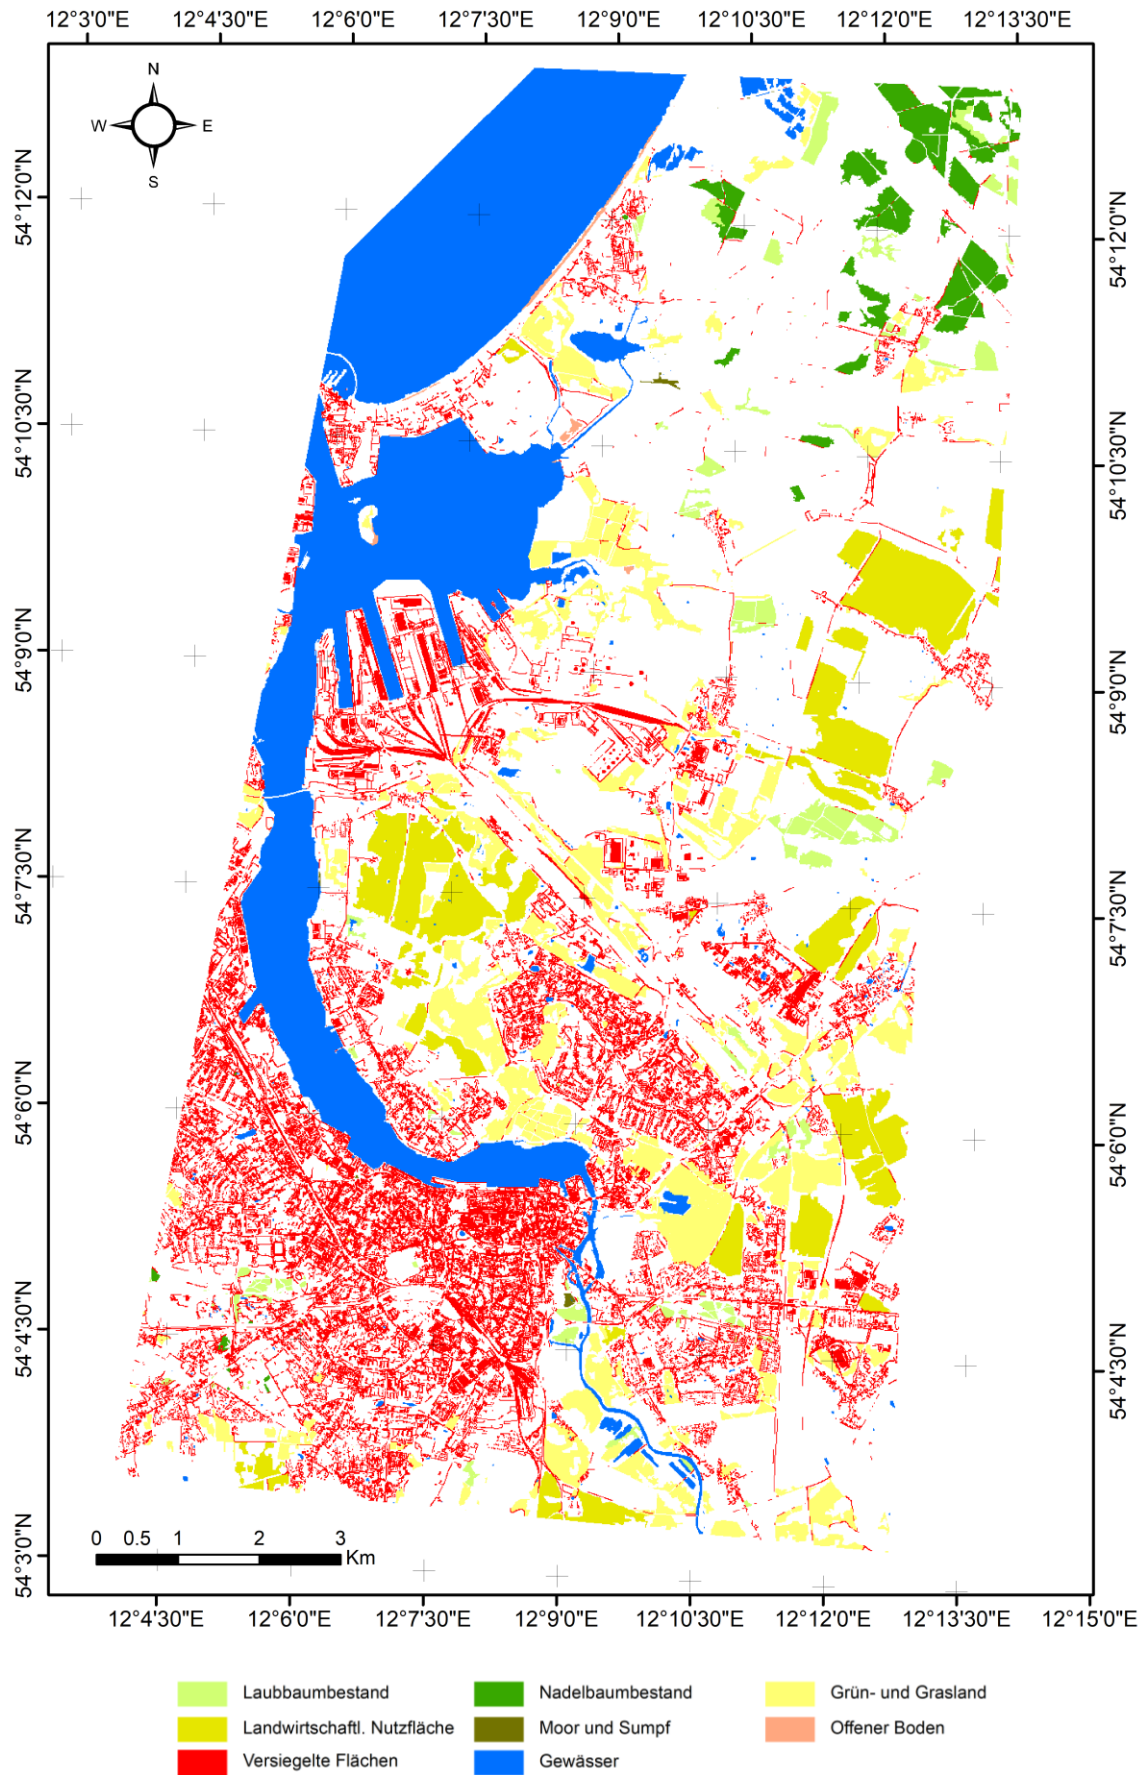 12°3'30"E 12°4'30"E 12°6'0"E 12°7'30"E 12°9'0"E 12°10'30"E 12°12'0"E 12°13'30"E
N
W E
S
54°12'0"N
54°12'0"N
54°10'30"N
54°10'30"N
54°9'0"N
54°9'0"N
54°7'30"N
54°7'30"N
54°6'0"N
54°6'0"N
54°4'30"N
54°4'30"N
54°3'0"N
0 0.5 1 2 3
Km
12°4'30"E 12°6'0"E 12°7'30"E 12°9'0"E 12°10'30"E 12°12'0"E 12°13'30"E 12°15'0"E
Laubbaumbestand Nadelbaumbestand Grün- und Grasland
Landwirtschaftl. Nutzfläche Moor und Sumpf Offener Boden
Versiegelte Flächen Gewässer